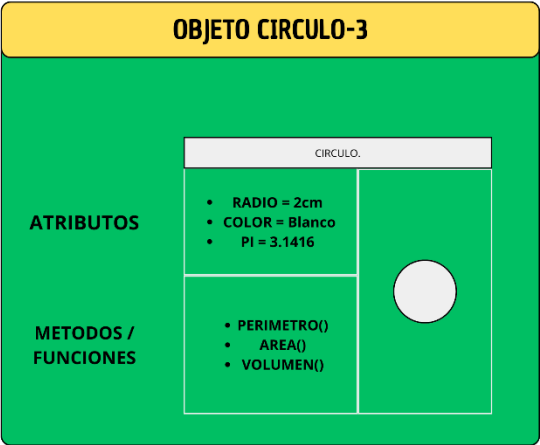 OBJETO CIRCULO-3
CIRCULO.
ATRIBUTOS
• RADIO = 2cm
• COLOR = Blanco
• PI = 3.1416
METODOS /
FUNCIONES
• PERIMETRO()
• AREA()
• VOLUMEN()